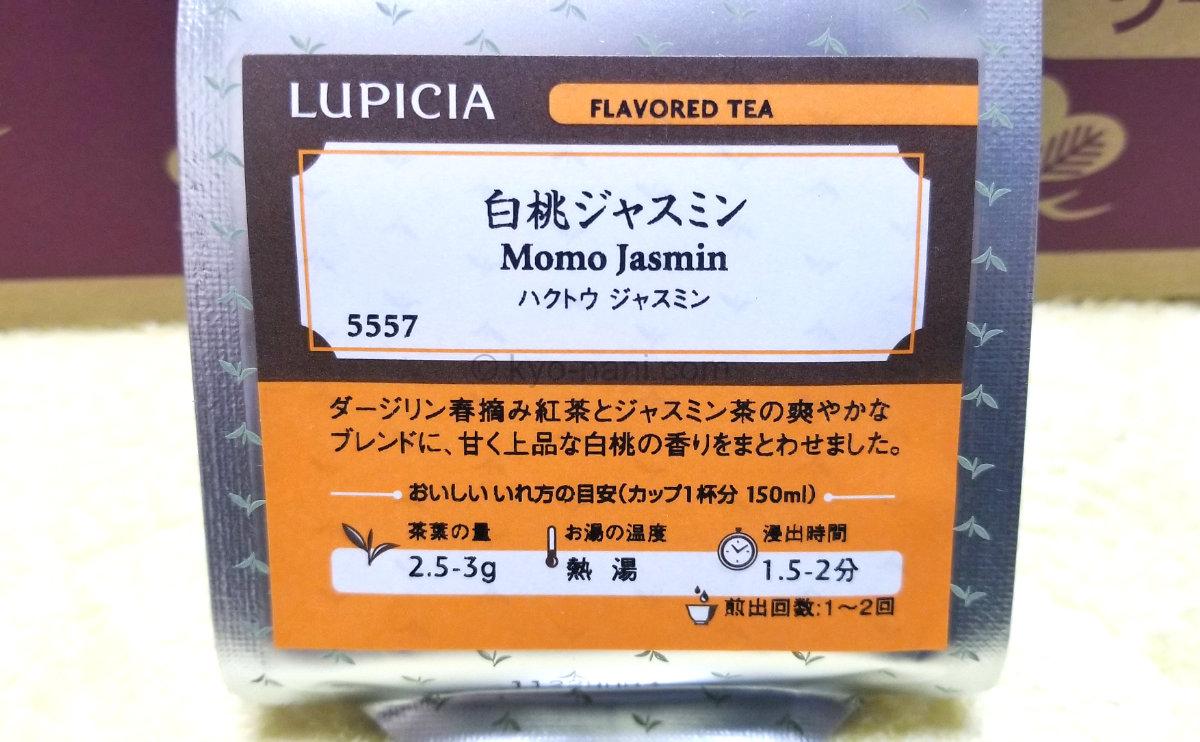 LUPICIA
FLAVORED TEA
白桃ジャスミン
Momo Jasmin
ハクトウ ジャスミン
5557
© kyo-nani.com
ダージリン春摘み紅茶とジャスミン茶の爽やかな
ブレンドに、甘く上品な白桃の香りをまとわせました。
おいしいいれ方の目安(カップ1杯分 150ml)
茶葉の量
2.5-3g
お湯の温度
熱 湯
浸出時間
1.5-2分
煎出回数:1〜2回